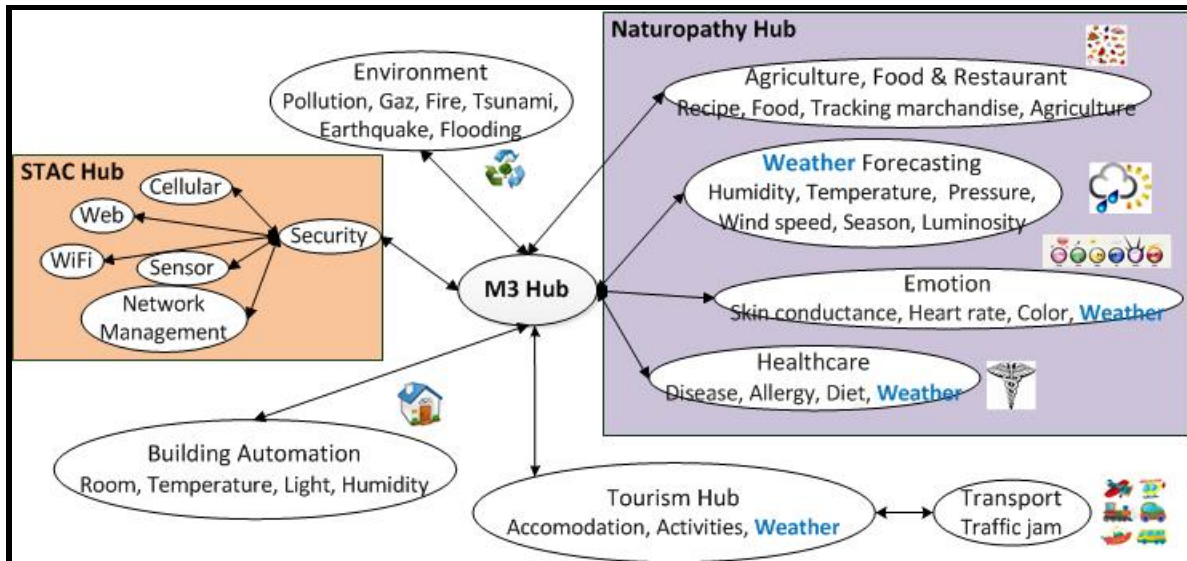 Naturopathy Hub
Environment
Pollution, Gaz, Fire, Tsunami,
Earthquake, Flooding
Agriculture, Food & Restaurant
Recipe, Food, Tracking marchandise, Agriculture
STAC Hub
Cellular
Web
WiFi
Sensor
Network
Management
Security
Weather Forecasting
Humidity, Temperature, Pressure,
Wind speed, Season, Luminosity
M3 Hub
Emotion
Skin conductance, Heart rate, Color, Weather
Healthcare
Disease, Allergy, Diet, Weather
Building Automation
Room, Temperature, Light, Humidity
Tourism Hub
Accomodation, Activities, Weather
Transport
Traffic jam